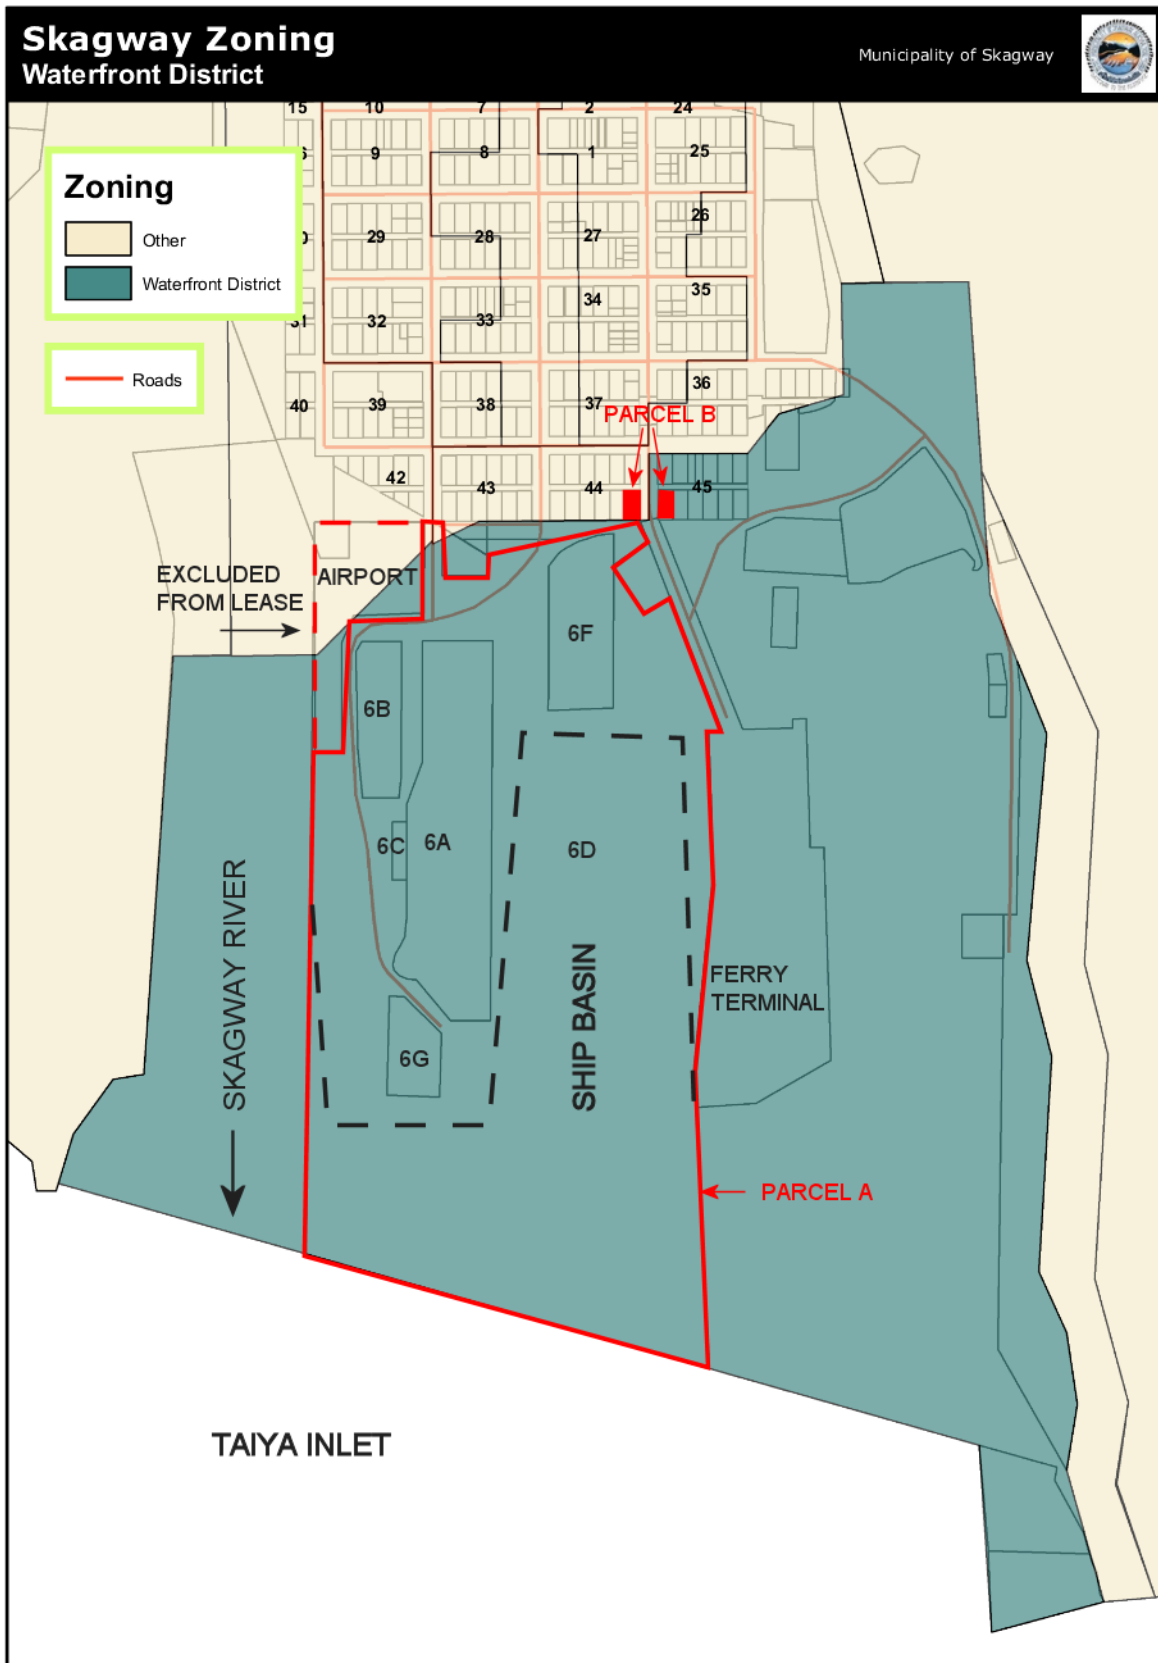 Skagway Zoning
Waterfront District
Municipality of Skagway
15 10 7 2 24
9 8 1 25
Zoning
Other
Waterfront District
29 28 27 26
31 32 33 34 35
Roads
40 39 38 37 36
PARCEL B
42 43 44 45
EXCLUDED
FROM LEASE
AIRPORT
6F
6B
6C 6A 6D
SKAGWAY RIVER
SHIP BASIN
FERRY
TERMINAL
6G
PARCEL A
TAIYA INLET